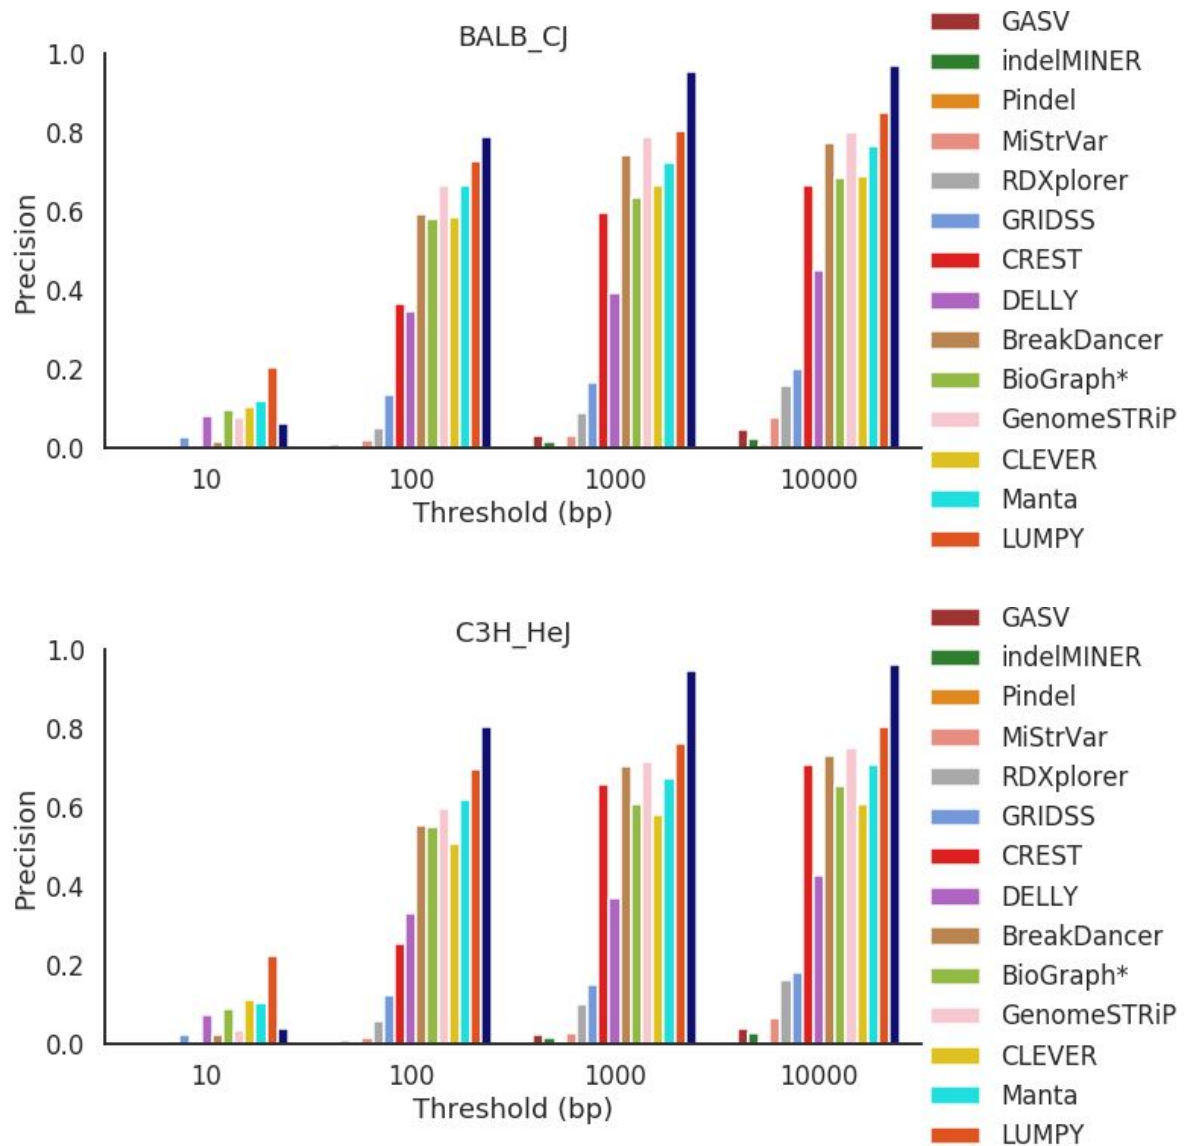 BALB_CJ
1.0
0.8
0.6
0.4
0.2
0.0
Precision
10
100
1000
10000
Threshold (bp)
GASV
indelMINER
Pindel
MiStrVar
RDXplorer
GRIDSS
CREST
DELLY
BreakDancer
BioGraph*
GenomeSTRiP
CLEVER
Manta
LUMPY
C3H_HeJ
1.0
0.8
0.6
0.4
0.2
0.0
Precision
10
100
1000
10000
Threshold (bp)
GASV
indelMINER
Pindel
MiStrVar
RDXplorer
GRIDSS
CREST
DELLY
BreakDancer
BioGraph*
GenomeSTRiP
CLEVER
Manta
LUMPY